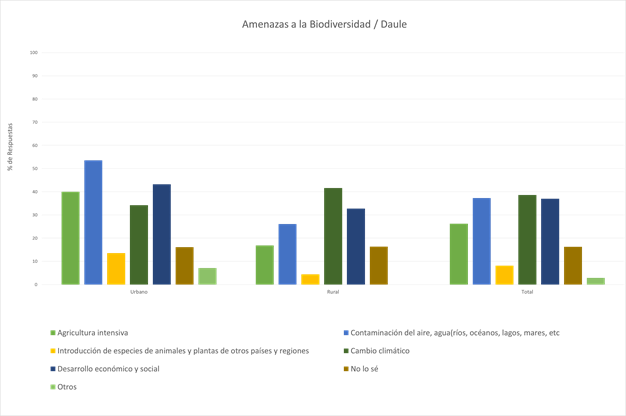 Amenazas a la Biodiversidad / Daule
% de Respuestas
100
90
80
70
60
50
40
30
20
10
0
Urbano
Rural
Total
Agricultura intensiva
Contaminación del aire, agua(ríos, océanos, lagos, mares, etc
Introducción de especies de animales y plantas de otros países y regiones
Cambio climático
Desarrollo económico y social
No lo sé
Otros